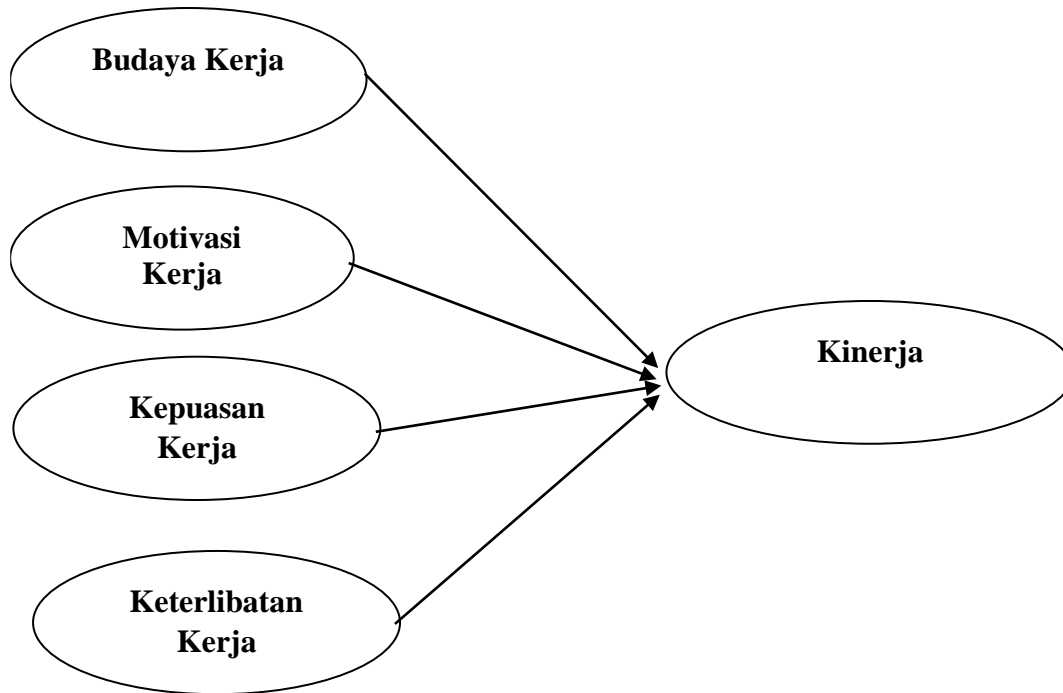 Budaya Kerja
Motivasi
Kerja
Kinerja
Kepuasan
Kerja
Keterlibatan
Kerja